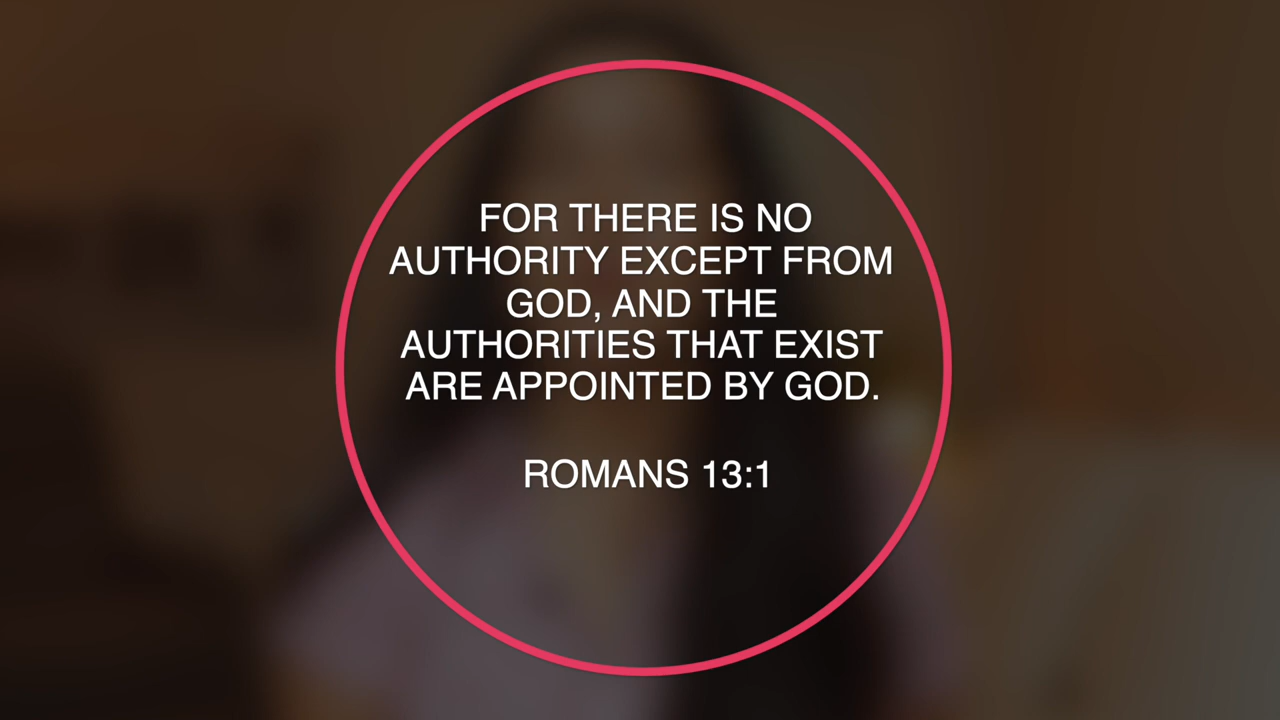 FOR THERE IS NO
AUTHORITY EXCEPT FROM
GOD, AND THE
AUTHORITIES THAT EXIST
ARE APPOINTED BY GOD.
ROMANS 13:1